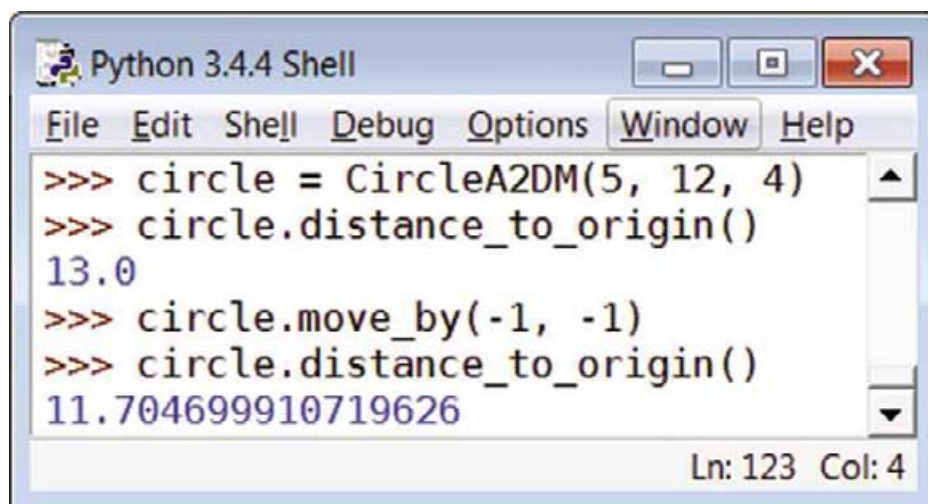 Python 3.4.4 Shell
File Edit Shell Debug Options Window Help
>>> circle = CircleA2DM(5, 12, 4)
>>> circle.distance_to_origin()
13.0
>>> circle.move_by(-1, -1)
>>> circle.distance_to_origin()
11.704699910719626
Ln: 123 Col: 4